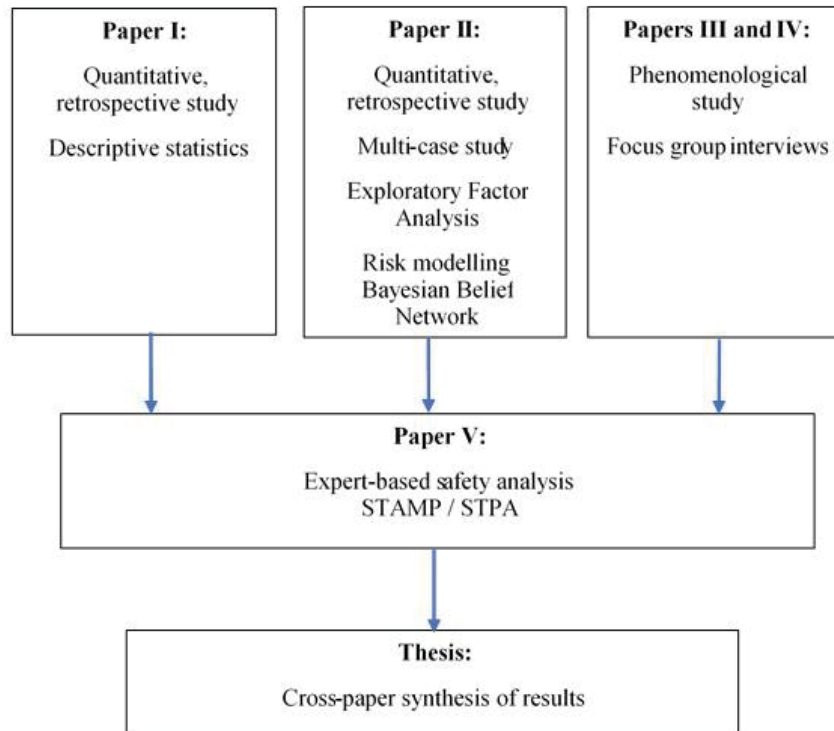 Paper I:
Quantitative,
retrospective study
Descriptive statistics
Paper II:
Quantitative,
retrospective study
Multi-case study
Exploratory Factor
Analysis
Risk modelling
Bayesian Belief
Network
Papers III and IV:
Phenomenological
study
Focus group interviews
Paper V:
Expert-based safety analysis
STAMP / STPA
Thesis:
Cross-paper synthesis of results